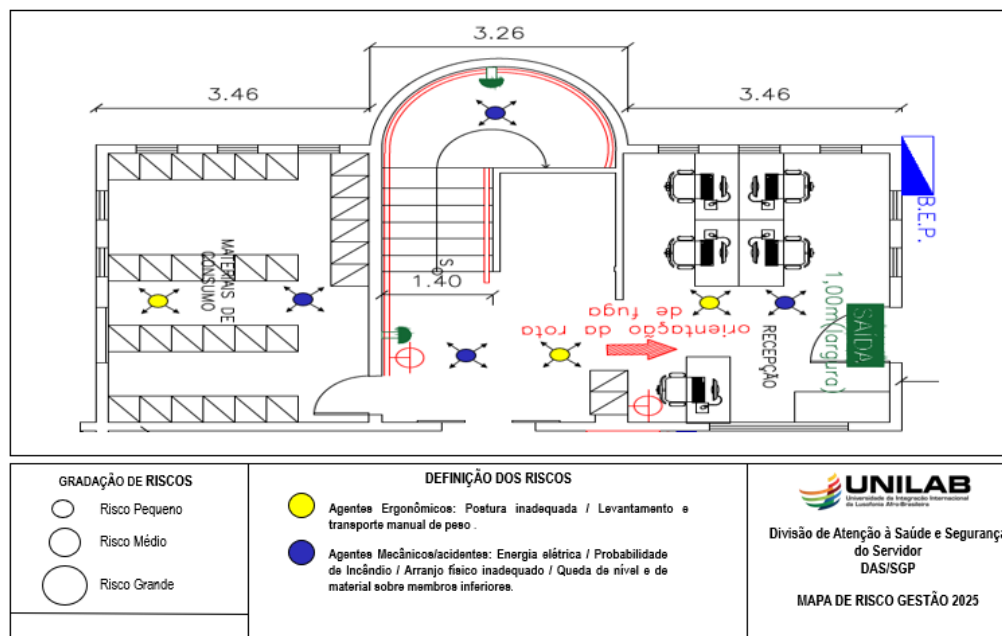 3.26
3.46
3.46
B.E.P.
MATERIAIS DE
CONSUMO
S
1.40
orientação da rota
de fuga
RECEPÇÃO
SAÍDA
1,00m(largura)
GRADAÇÃO DE RISCOS
Risco Pequeno
Risco Médio
Risco Grande
DEFINIÇÃO DOS RISCOS
Agentes Ergonômicos: Postura inadequada / Levantamento e
transporte manual de peso .
Agentes Mecânicos/acidentes: Energia elétrica / Probabilidade
de Incêndio / Arranjo físico inadequado / Queda de nível e de
material sobre membros inferiores.
UNILAB
Universidade da Integração Internacional
da Lusofonia Afro-Brasileira
Divisão de Atenção à Saúde e Segurança
do Servidor
DAS/SGP
MAPA DE RISCO GESTÃO 2025